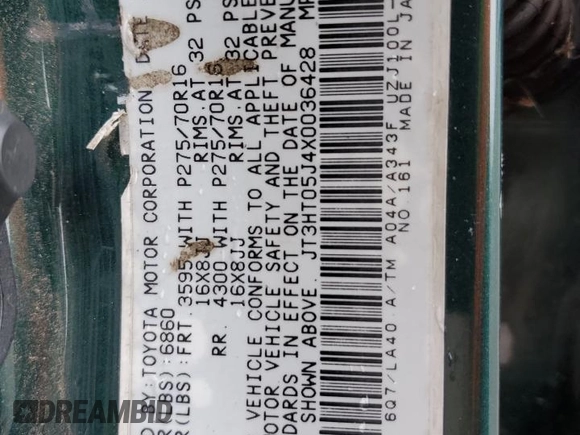 D BY:TOYOTA MOTOR CORPORATION DATE
R(LBS):6860
R(LBS):FRT. 3595 WITH P275/70R16
16X8JJ RIMS.AT 32 PS
RR. 4300 WITH P275/70R16
16X8JJ RIMS.AT 32 PS
VEHICLE CONFORMS TO ALL APPLICABLE
OTOR VEHICLE SAFETY AND THEFT PREVE
DARDS IN EFFECT ON THE DATE OF MANU
SHOWN ABOVE. JT3HT05J4X0036428 MP
6Q7/LA40 A/TM A04A/A343F UZJ100L-
NO.161 MADE IN JA
DREAMBID